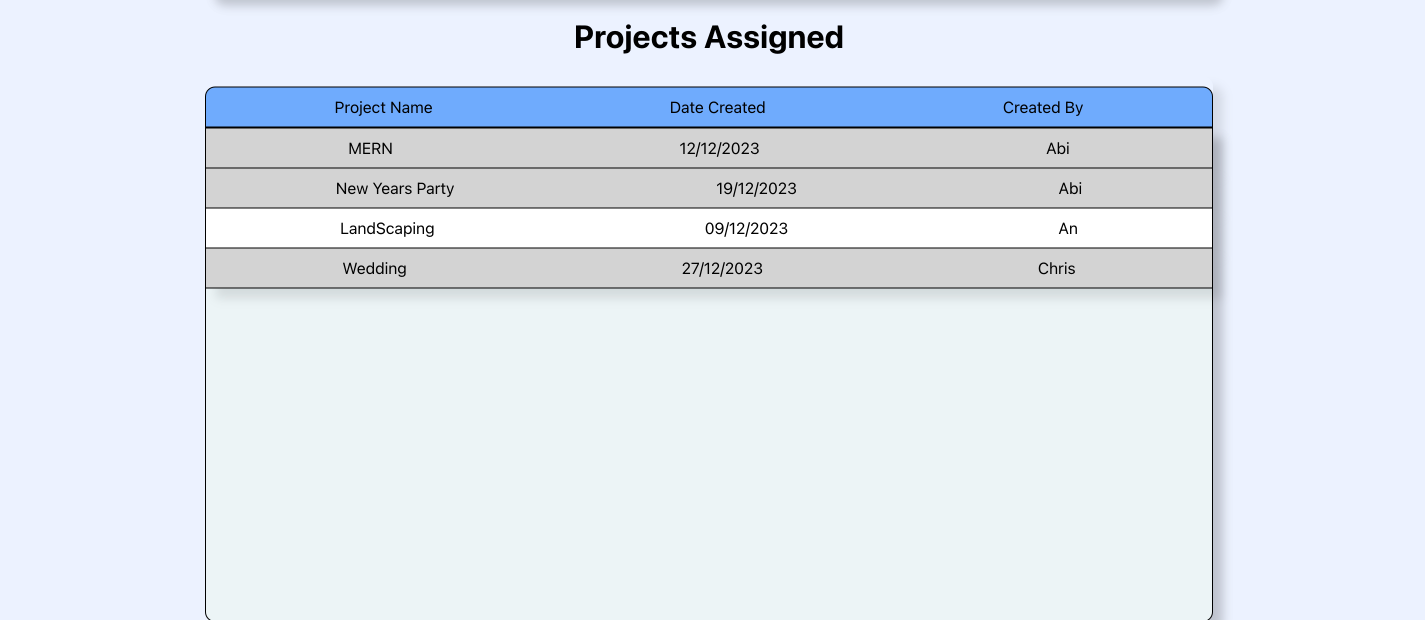 Projects Assigned
Project Name Date Created Created By
MERN 12/12/2023 Abi
New Years Party 19/12/2023 Abi
LandScaping 09/12/2023 An
Wedding 27/12/2023 Chris